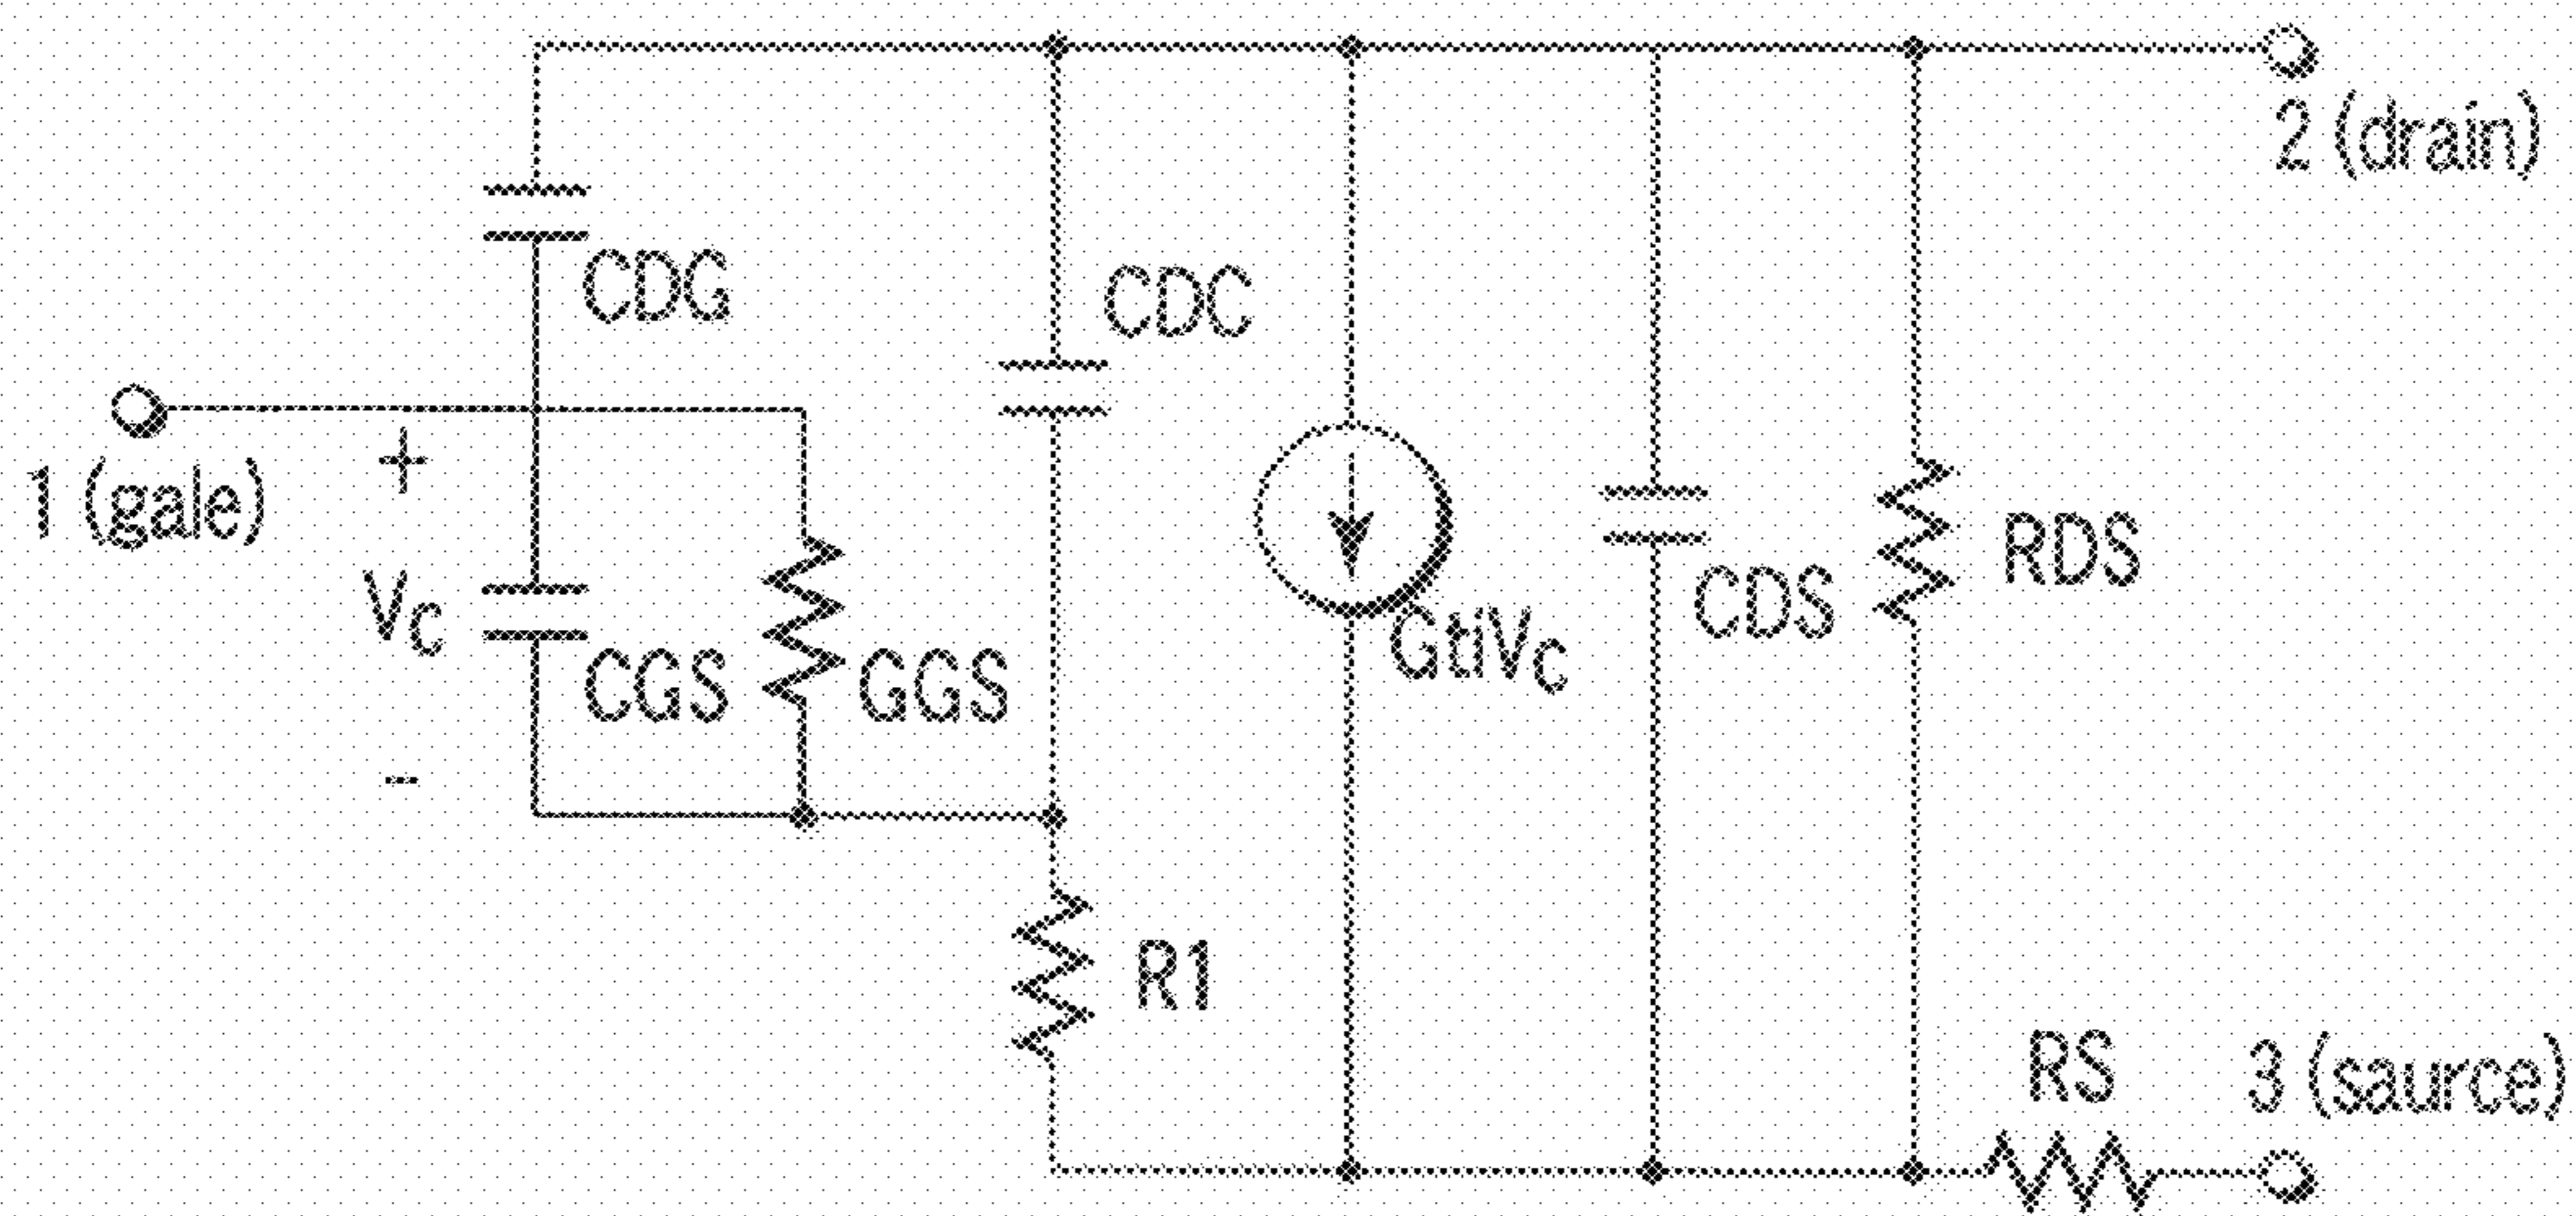 2 (drain)
CDG
CDC
1 (gale)
+
VC
-
CGS
GGS
GtiVC
CDS
RDS
R1
RS
3 (saurce)